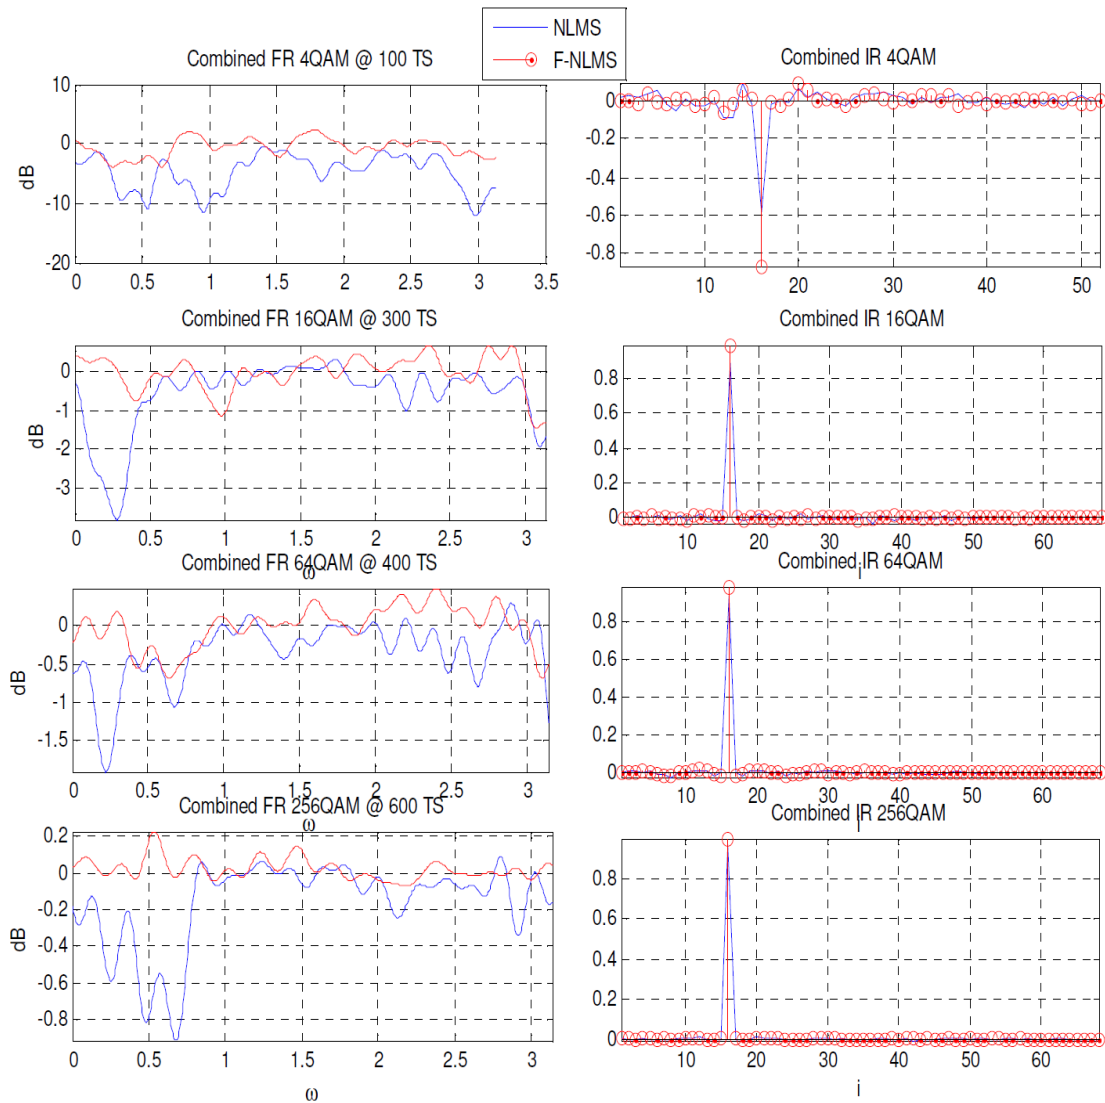 NLMS
F-NLMS
Combined FR 4QAM @ 100 TS
10
0
-10
-20
dB
0 0.5 1 1.5 2 2.5 3 3.5
Combined IR 4QAM
0
-0.2
-0.4
-0.6
-0.8
10 20 30 40 50
Combined FR 16QAM @ 300 TS
0
-1
-2
-3
dB
0 0.5 1 1.5 2 2.5 3
ω
Combined IR 16QAM
0.8
0.6
0.4
0.2
0
10 20 30 40 50 60
i
Combined FR 64QAM @ 400 TS
0
-0.5
-1
-1.5
dB
0 0.5 1 1.5 2 2.5 3
ω
Combined IR 64QAM
0.8
0.6
0.4
0.2
0
10 20 30 40 50 60
i
Combined FR 256QAM @ 600 TS
0.2
0
-0.2
-0.4
-0.6
-0.8
dB
0 0.5 1 1.5 2 2.5 3
ω
Combined IR 256QAM
0.8
0.6
0.4
0.2
0
10 20 30 40 50 60
i